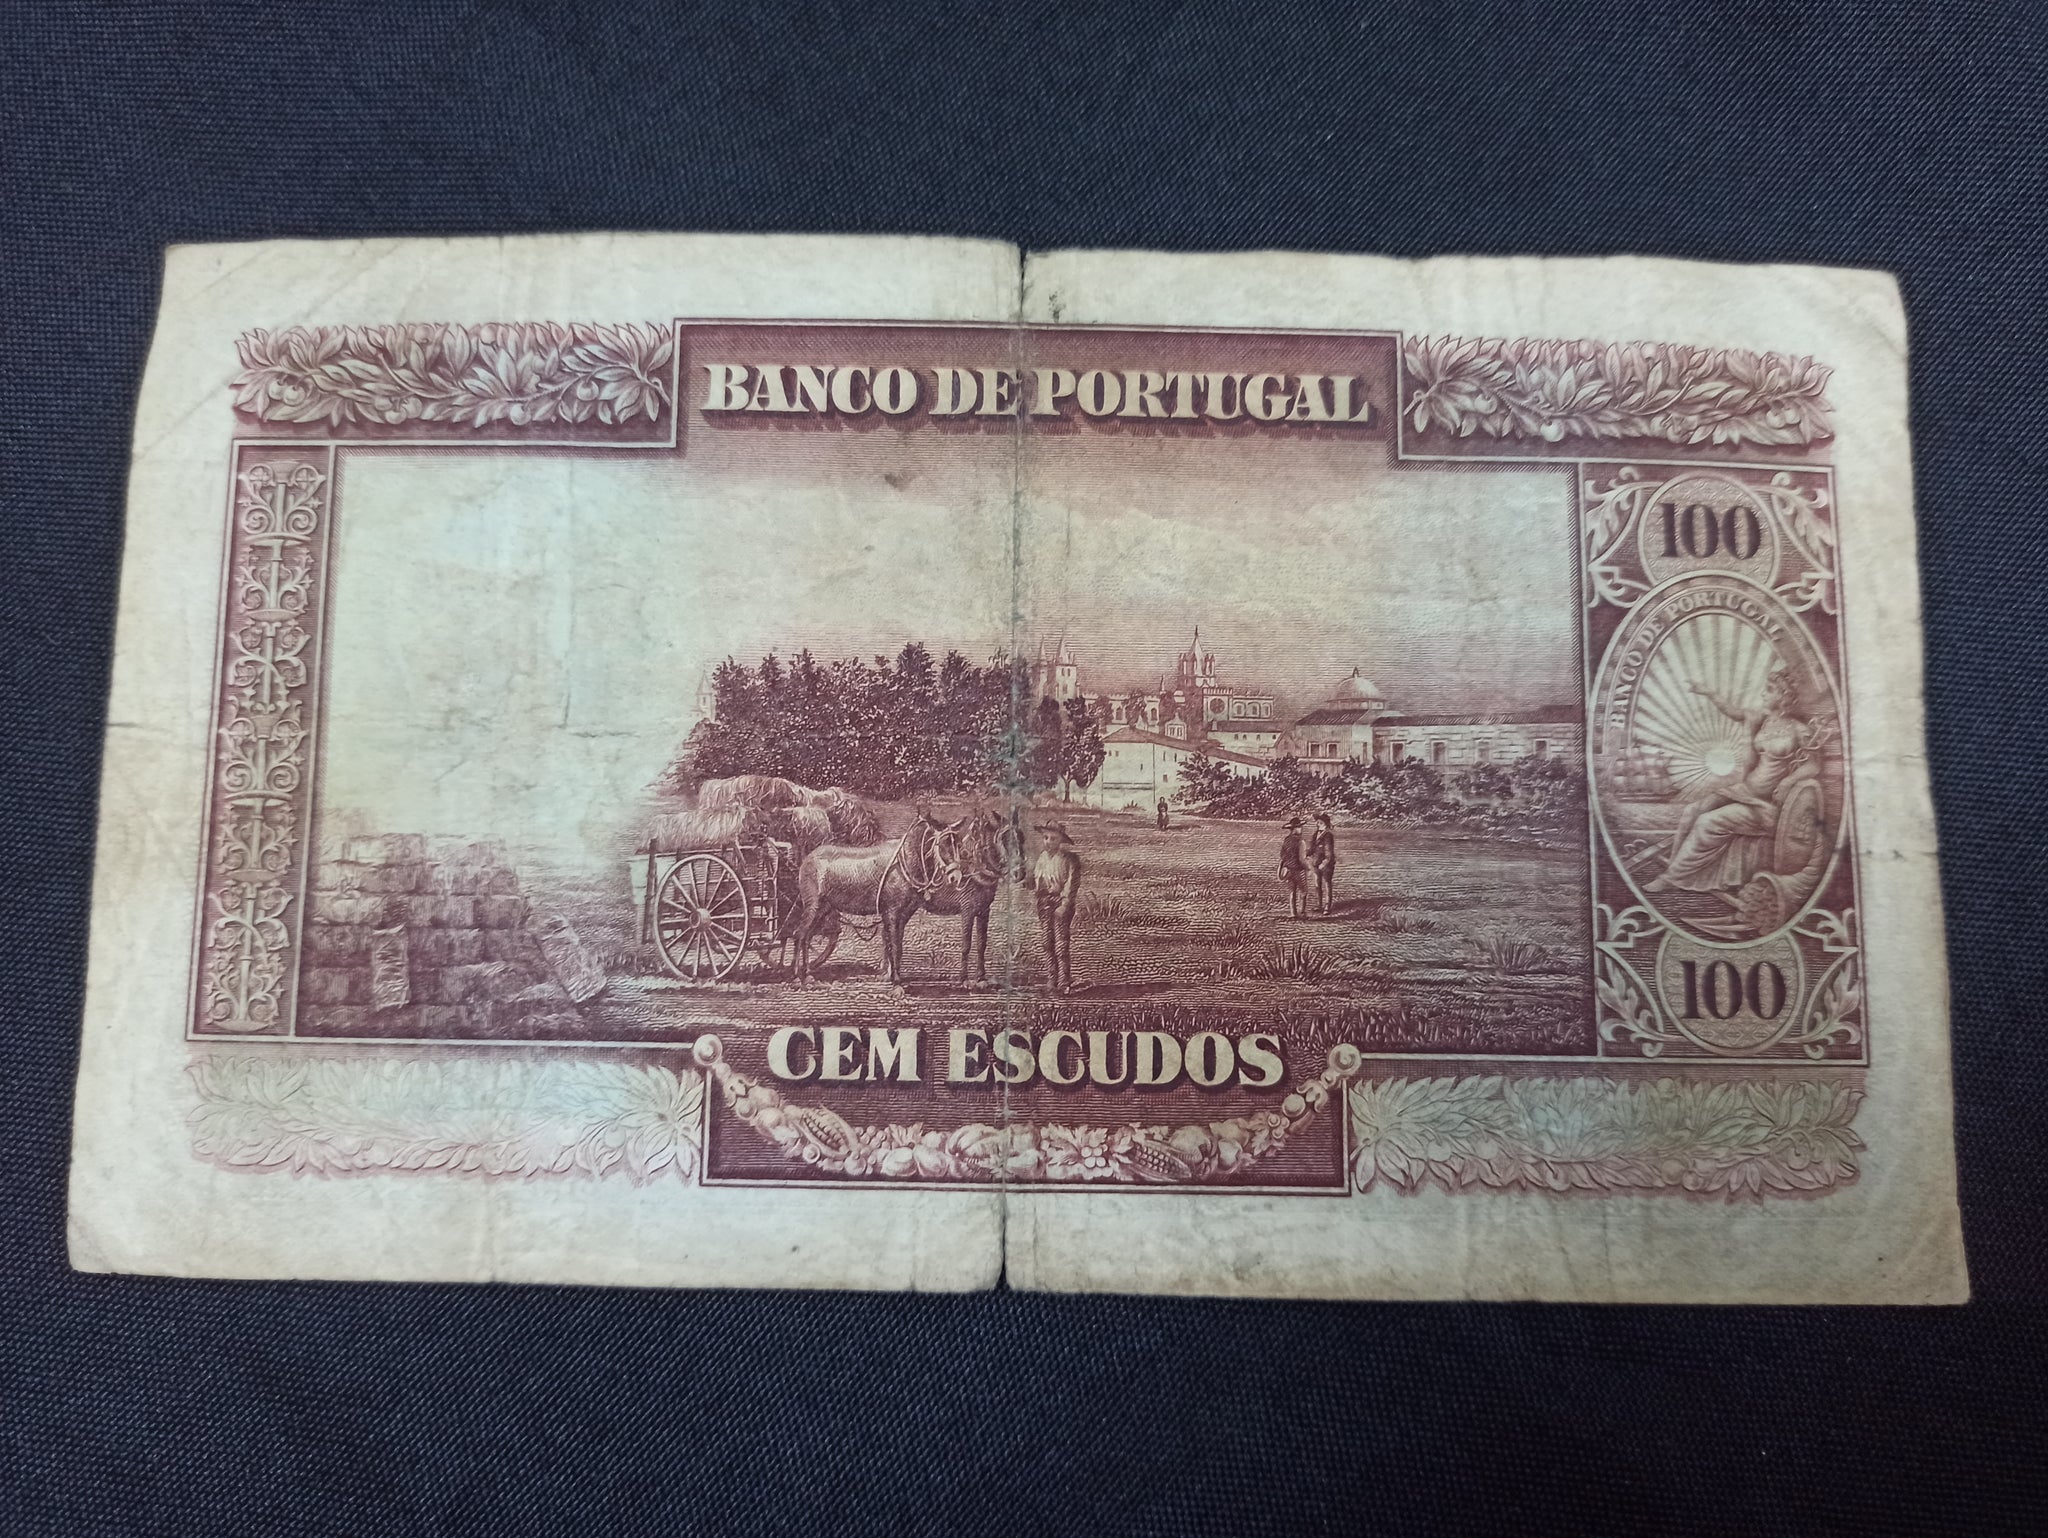 BANCO DE PORTUGAL
100
BANCO DE PORTUGAL
100
CEM ESCUDOS